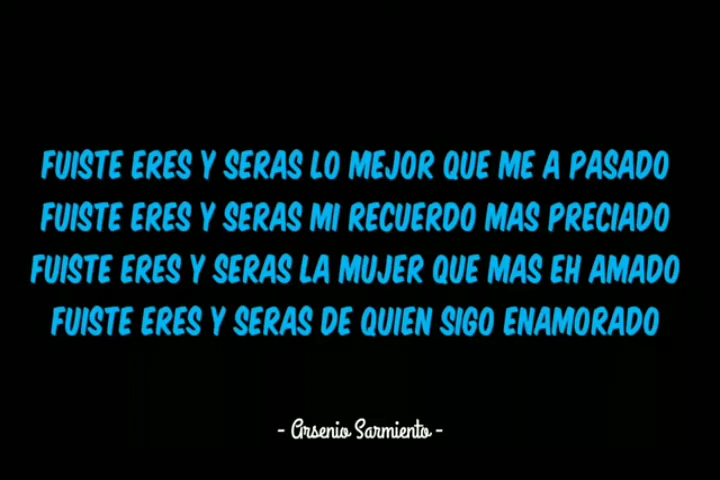 FUISTE ERES Y SERAS LO MEJOR QUE ME A PASADO
FUISTE ERES Y SERAS MI RECUERDO MAS PRECIADO
FUISTE ERES Y SERAS LA MUJER QUE MAS EH AMADO
FUISTE ERES Y SERAS DE QUIEN SIGO ENAMORADO
- Arsenio Sarmiento -